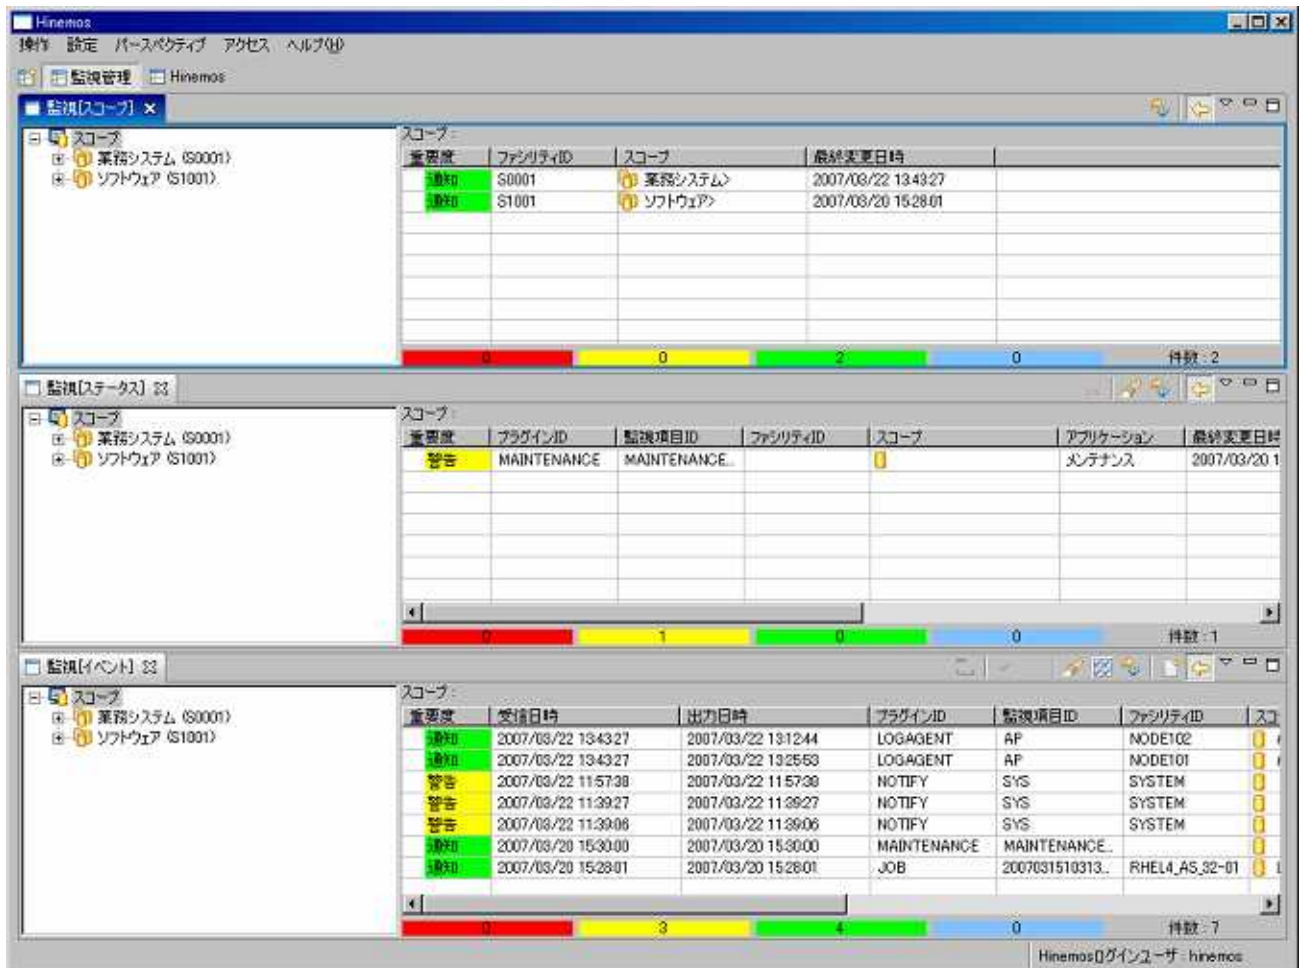 Hinemos
操作 設定 パースペクティブ アクセス ヘルプ(H)
監視管理 Hinemos
監視[スコープ]
スコープ
業務システム (S0001)
ソフトウェア (S1001)
スコープ :
重要度 ファシリティID スコープ 最終変更日時
通知 S0001 業務システム> 2007/03/22 13:43:27
通知 S1001 ソフトウェア> 2007/03/20 15:28:01
0 0 2 0 件数 : 2
監視[ステータス]
スコープ
業務システム (S0001)
ソフトウェア (S1001)
スコープ :
重要度 プラグインID 監視項目ID ファシリティID スコープ アプリケーション 最終変更日時
警告 MAINTENANCE MAINTENANCE... メンテナンス 2007/03/20 1
0 1 0 0 件数 : 1
監視[イベント]
スコープ
業務システム (S0001)
ソフトウェア (S1001)
スコープ :
重要度 受信日時 出力日時 プラグインID 監視項目ID ファシリティID スコ
通知 2007/03/22 13:43:27 2007/03/22 13:12:44 LOGAGENT AP NODE102
通知 2007/03/22 13:43:27 2007/03/22 13:25:53 LOGAGENT AP NODE101
警告 2007/03/22 11:57:38 2007/03/22 11:57:38 NOTIFY SYS SYSTEM
警告 2007/03/22 11:39:27 2007/03/22 11:39:27 NOTIFY SYS SYSTEM
警告 2007/03/22 11:39:06 2007/03/22 11:39:06 NOTIFY SYS SYSTEM
通知 2007/03/20 15:30:00 2007/03/20 15:30:00 MAINTENANCE MAINTENANCE...
通知 2007/03/20 15:28:01 2007/03/20 15:28:01 JOB 2007031510313... RHEL4_AS_32-01
0 3 4 0 件数 : 7
Hinemosログインユーザ : hinemos